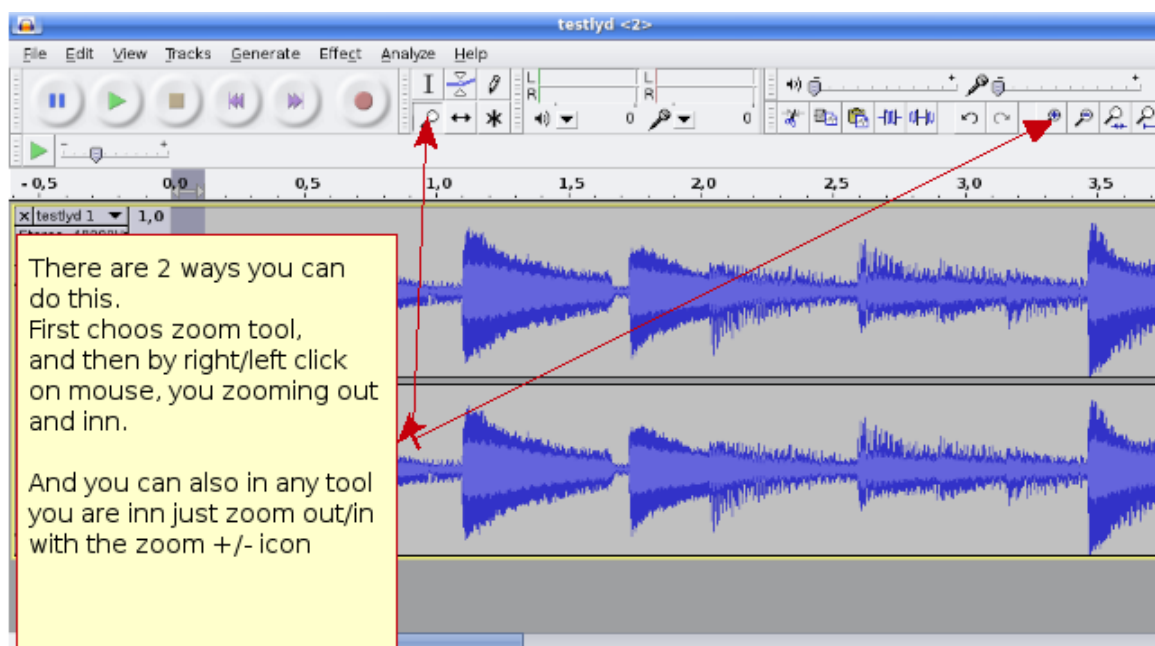 testlyd <2>
File Edit View Tracks Generate Effect Analyze Help
L
R
L
R
0
0
- 0,5 0,0 0,5 1,0 1,5 2,0 2,5 3,0 3,5
testlyd 1 1,0
There are 2 ways you can
do this.
First choos zoom tool,
and then by right/left click
on mouse, you zooming out
and inn.
And you can also in any tool
you are inn just zoom out/in
with the zoom +/- icon